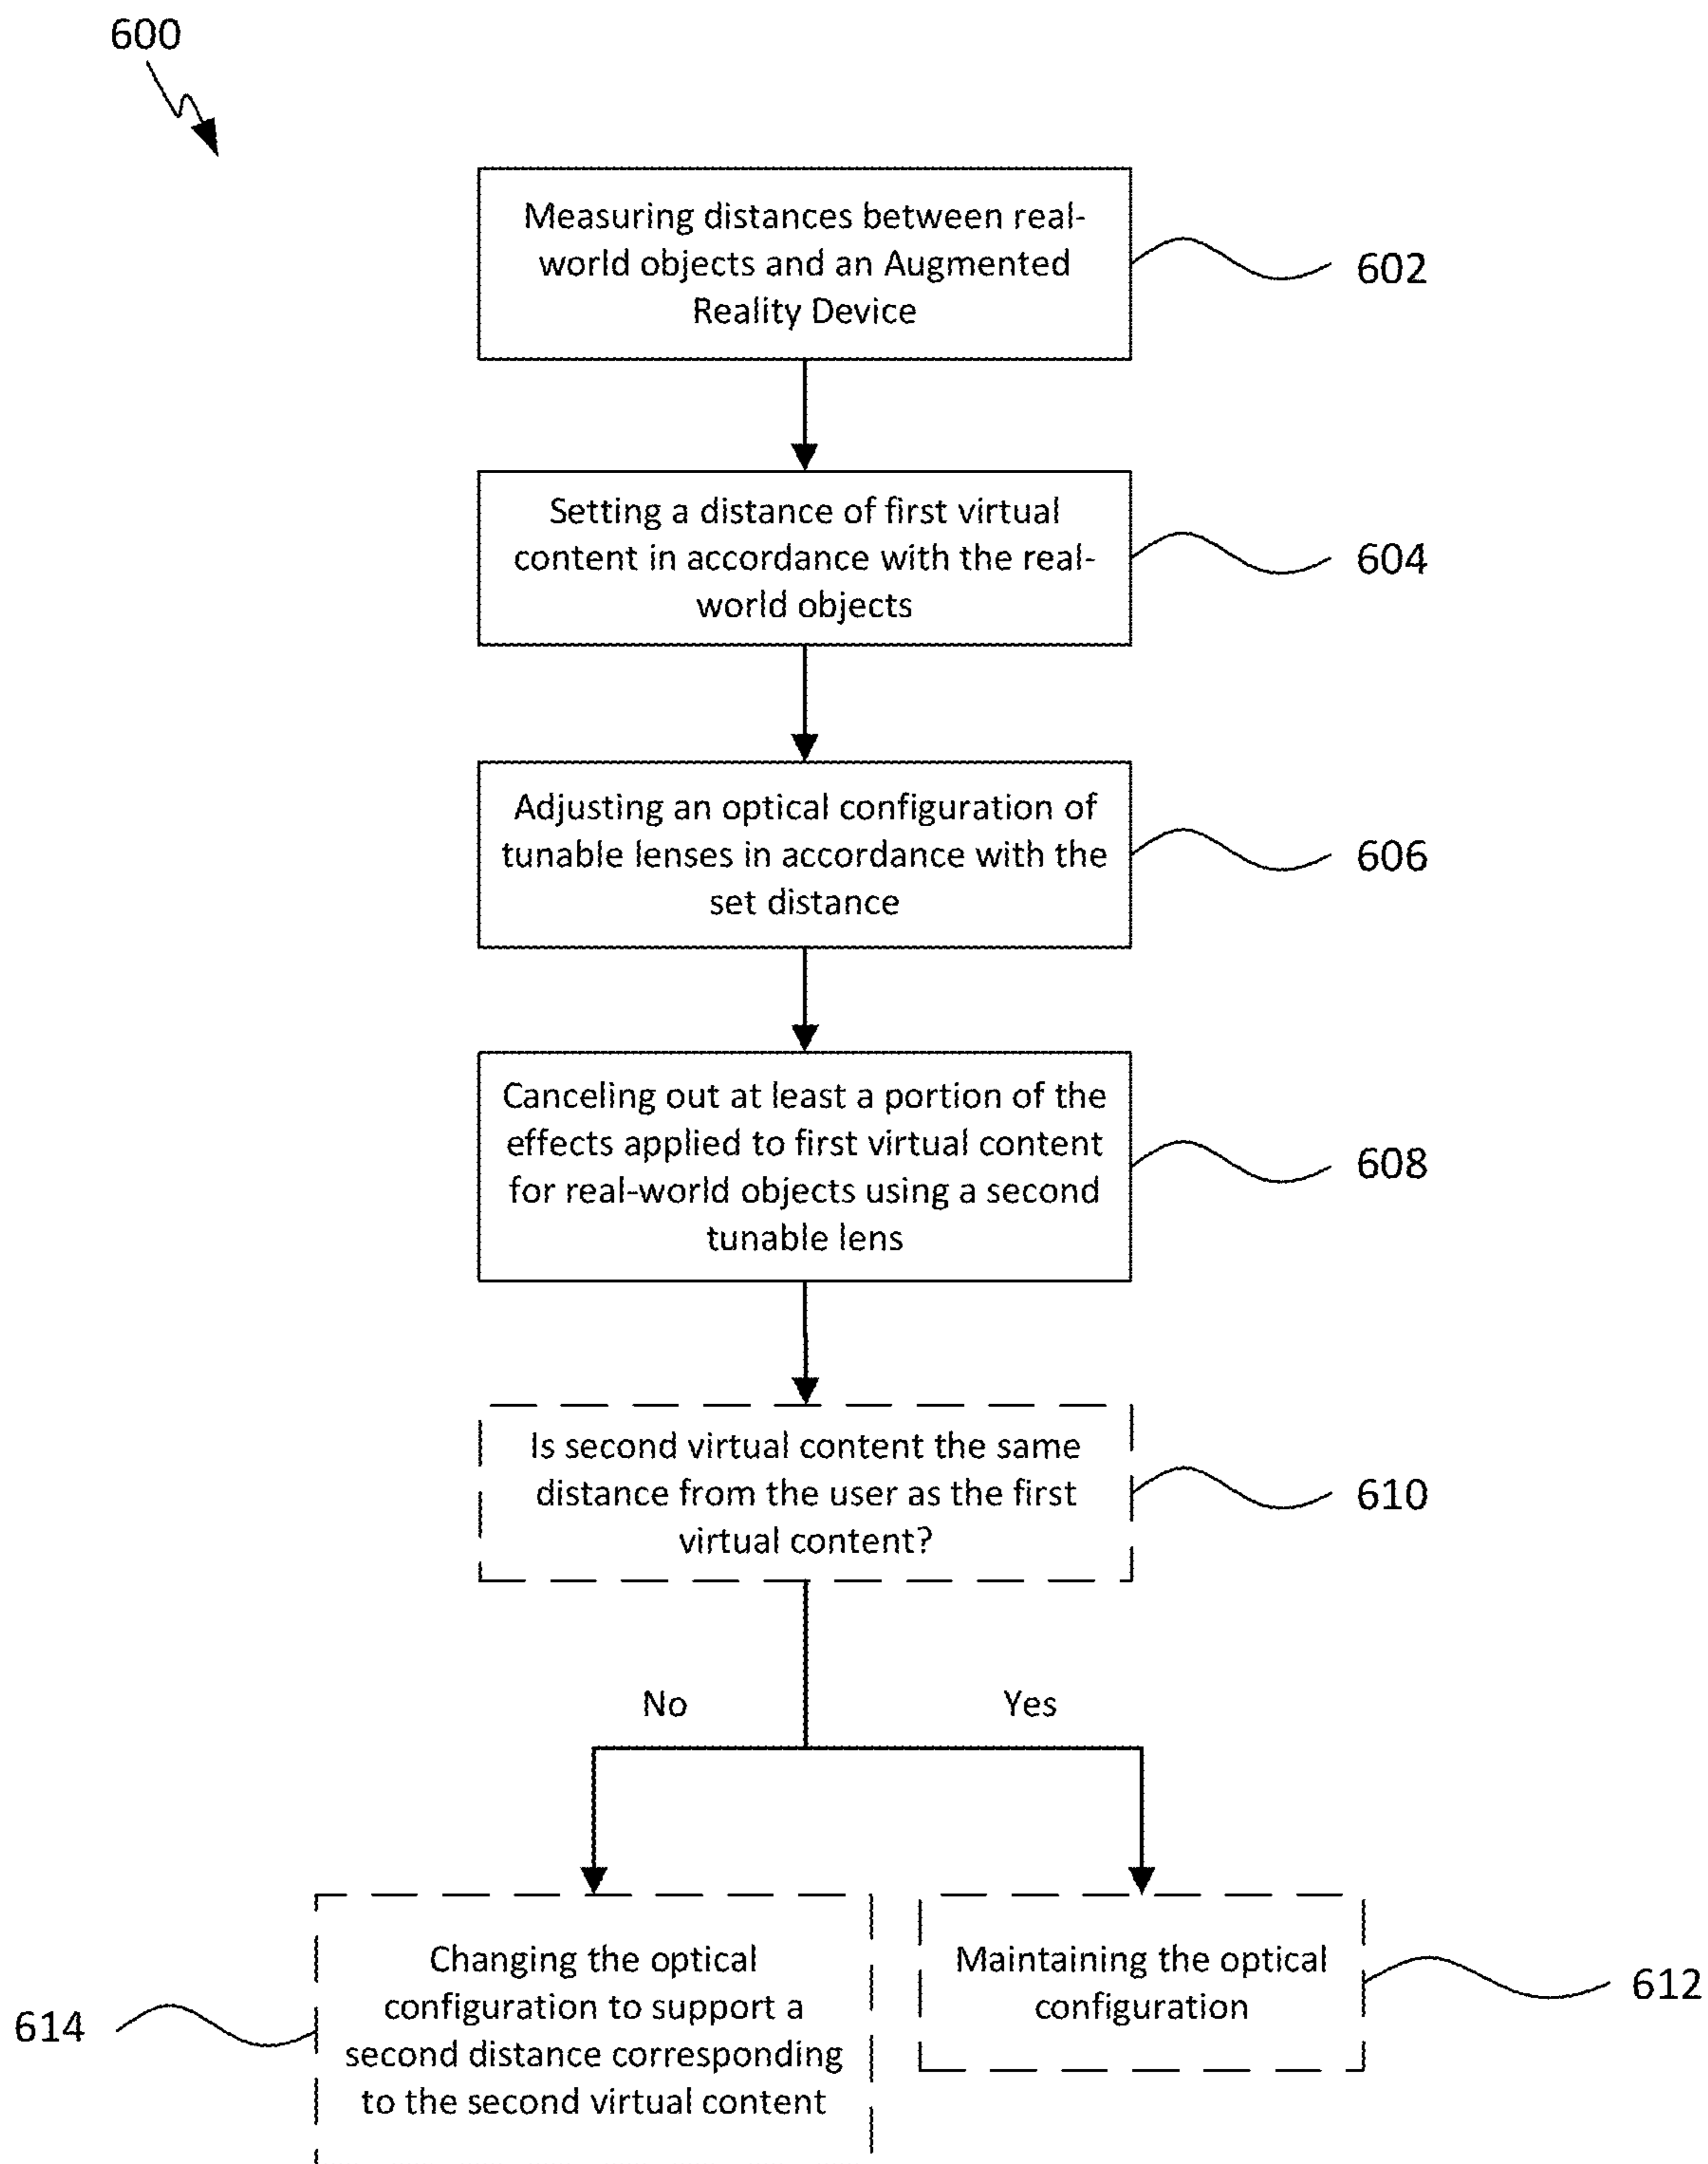 600
Measuring distances between real-
world objects and an Augmented
Reality Device
602
Setting a distance of first virtual
content in accordance with the real-
world objects
604
Adjusting an optical configuration of
tunable lenses in accordance with the
set distance
606
Canceling out at least a portion of the
effects applied to first virtual content
for real-world objects using a second
tunable lens
608
Is second virtual content the same
distance from the user as the first
virtual content?
610
No
Yes
Changing the optical
configuration to support a
second distance corresponding
to the second virtual content
614
Maintaining the optical
configuration
612